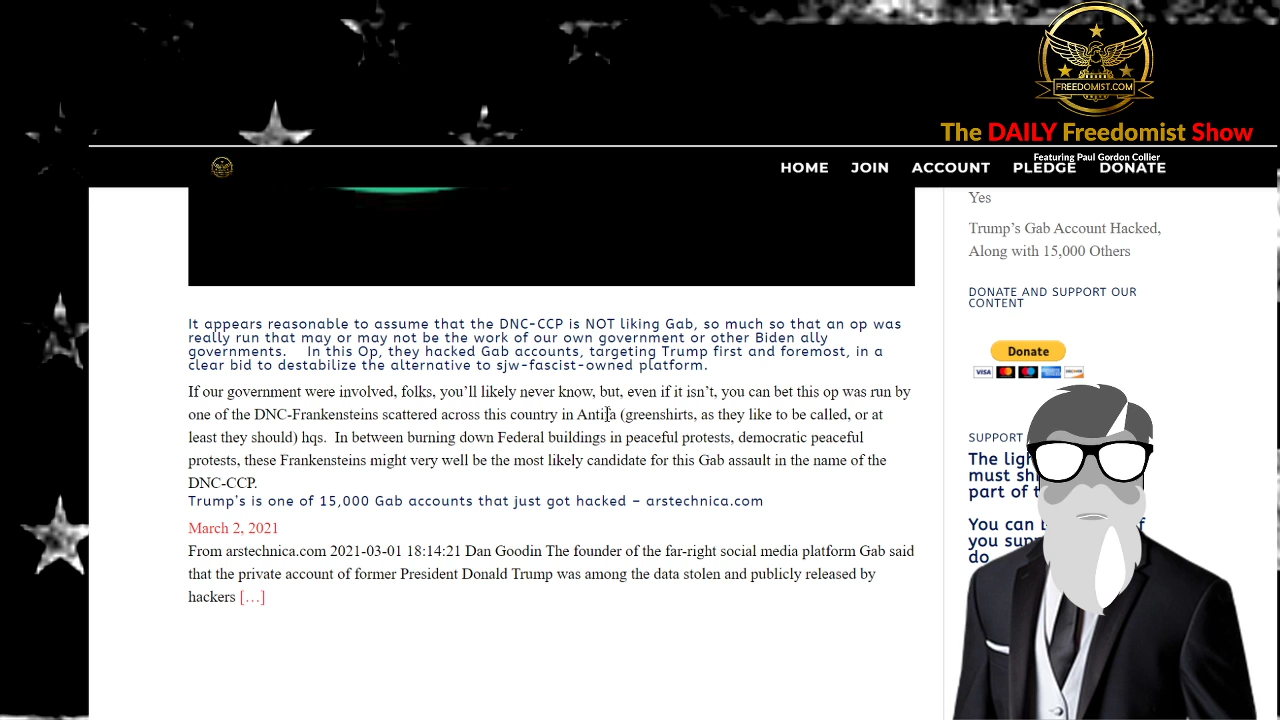 FREEDOMIST.COM
The DAILY Freedomist Show
Featuring Paul Gordon Collier
HOME JOIN ACCOUNT PLEDGE DONATE
It appears reasonable to assume that the DNC-CCP is NOT liking Gab, so much so that an op was
really run that may or may not be the work of our own government or other Biden ally
governments. In this Op, they hacked Gab accounts, targeting Trump first and foremost, in a
clear bid to destabilize the alternative to sjw-fascist-owned platform.
If our government were involved, folks, you'll likely never know, but, even if it isn't, you can bet this op was run by
one of the DNC-Frankensteins scattered across this country in Antifa (greenshirts, as they like to be called, or at
least they should) hqs. In between burning down Federal buildings in peaceful protests, democratic peaceful
protests, these Frankensteins might very well be the most likely candidate for this Gab assault in the name of the
DNC-CCP.
Trump's is one of 15,000 Gab accounts that just got hacked – arstechnica.com
March 2, 2021
From arstechnica.com 2021-03-01 18:14:21 Dan Goodin The founder of the far-right social media platform Gab said
that the private account of former President Donald Trump was among the data stolen and publicly released by
hackers […]
Yes
Trump's Gab Account Hacked,
Along with 15,000 Others
DONATE AND SUPPORT OUR
CONTENT
Donate
VISA
SUPPORT
The
must
part of
You can
you
do